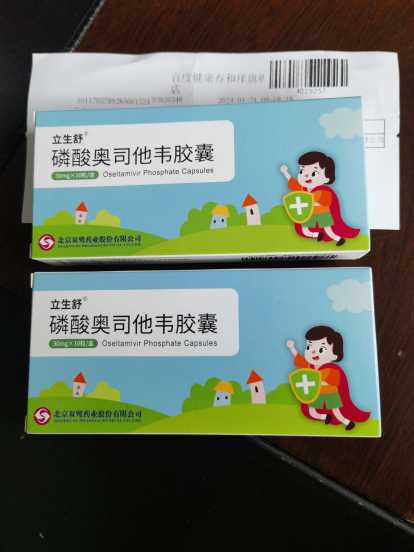 立生舒®
磷酸奥司他韦胶囊
30mg×10粒/盒
Oseltamivir Phosphate Capsules
北京双鹭药业股份有限公司
立生舒®
磷酸奥司他韦胶囊
30mg×10粒/盒
Oseltamivir Phosphate Capsules
北京双鹭药业股份有限公司